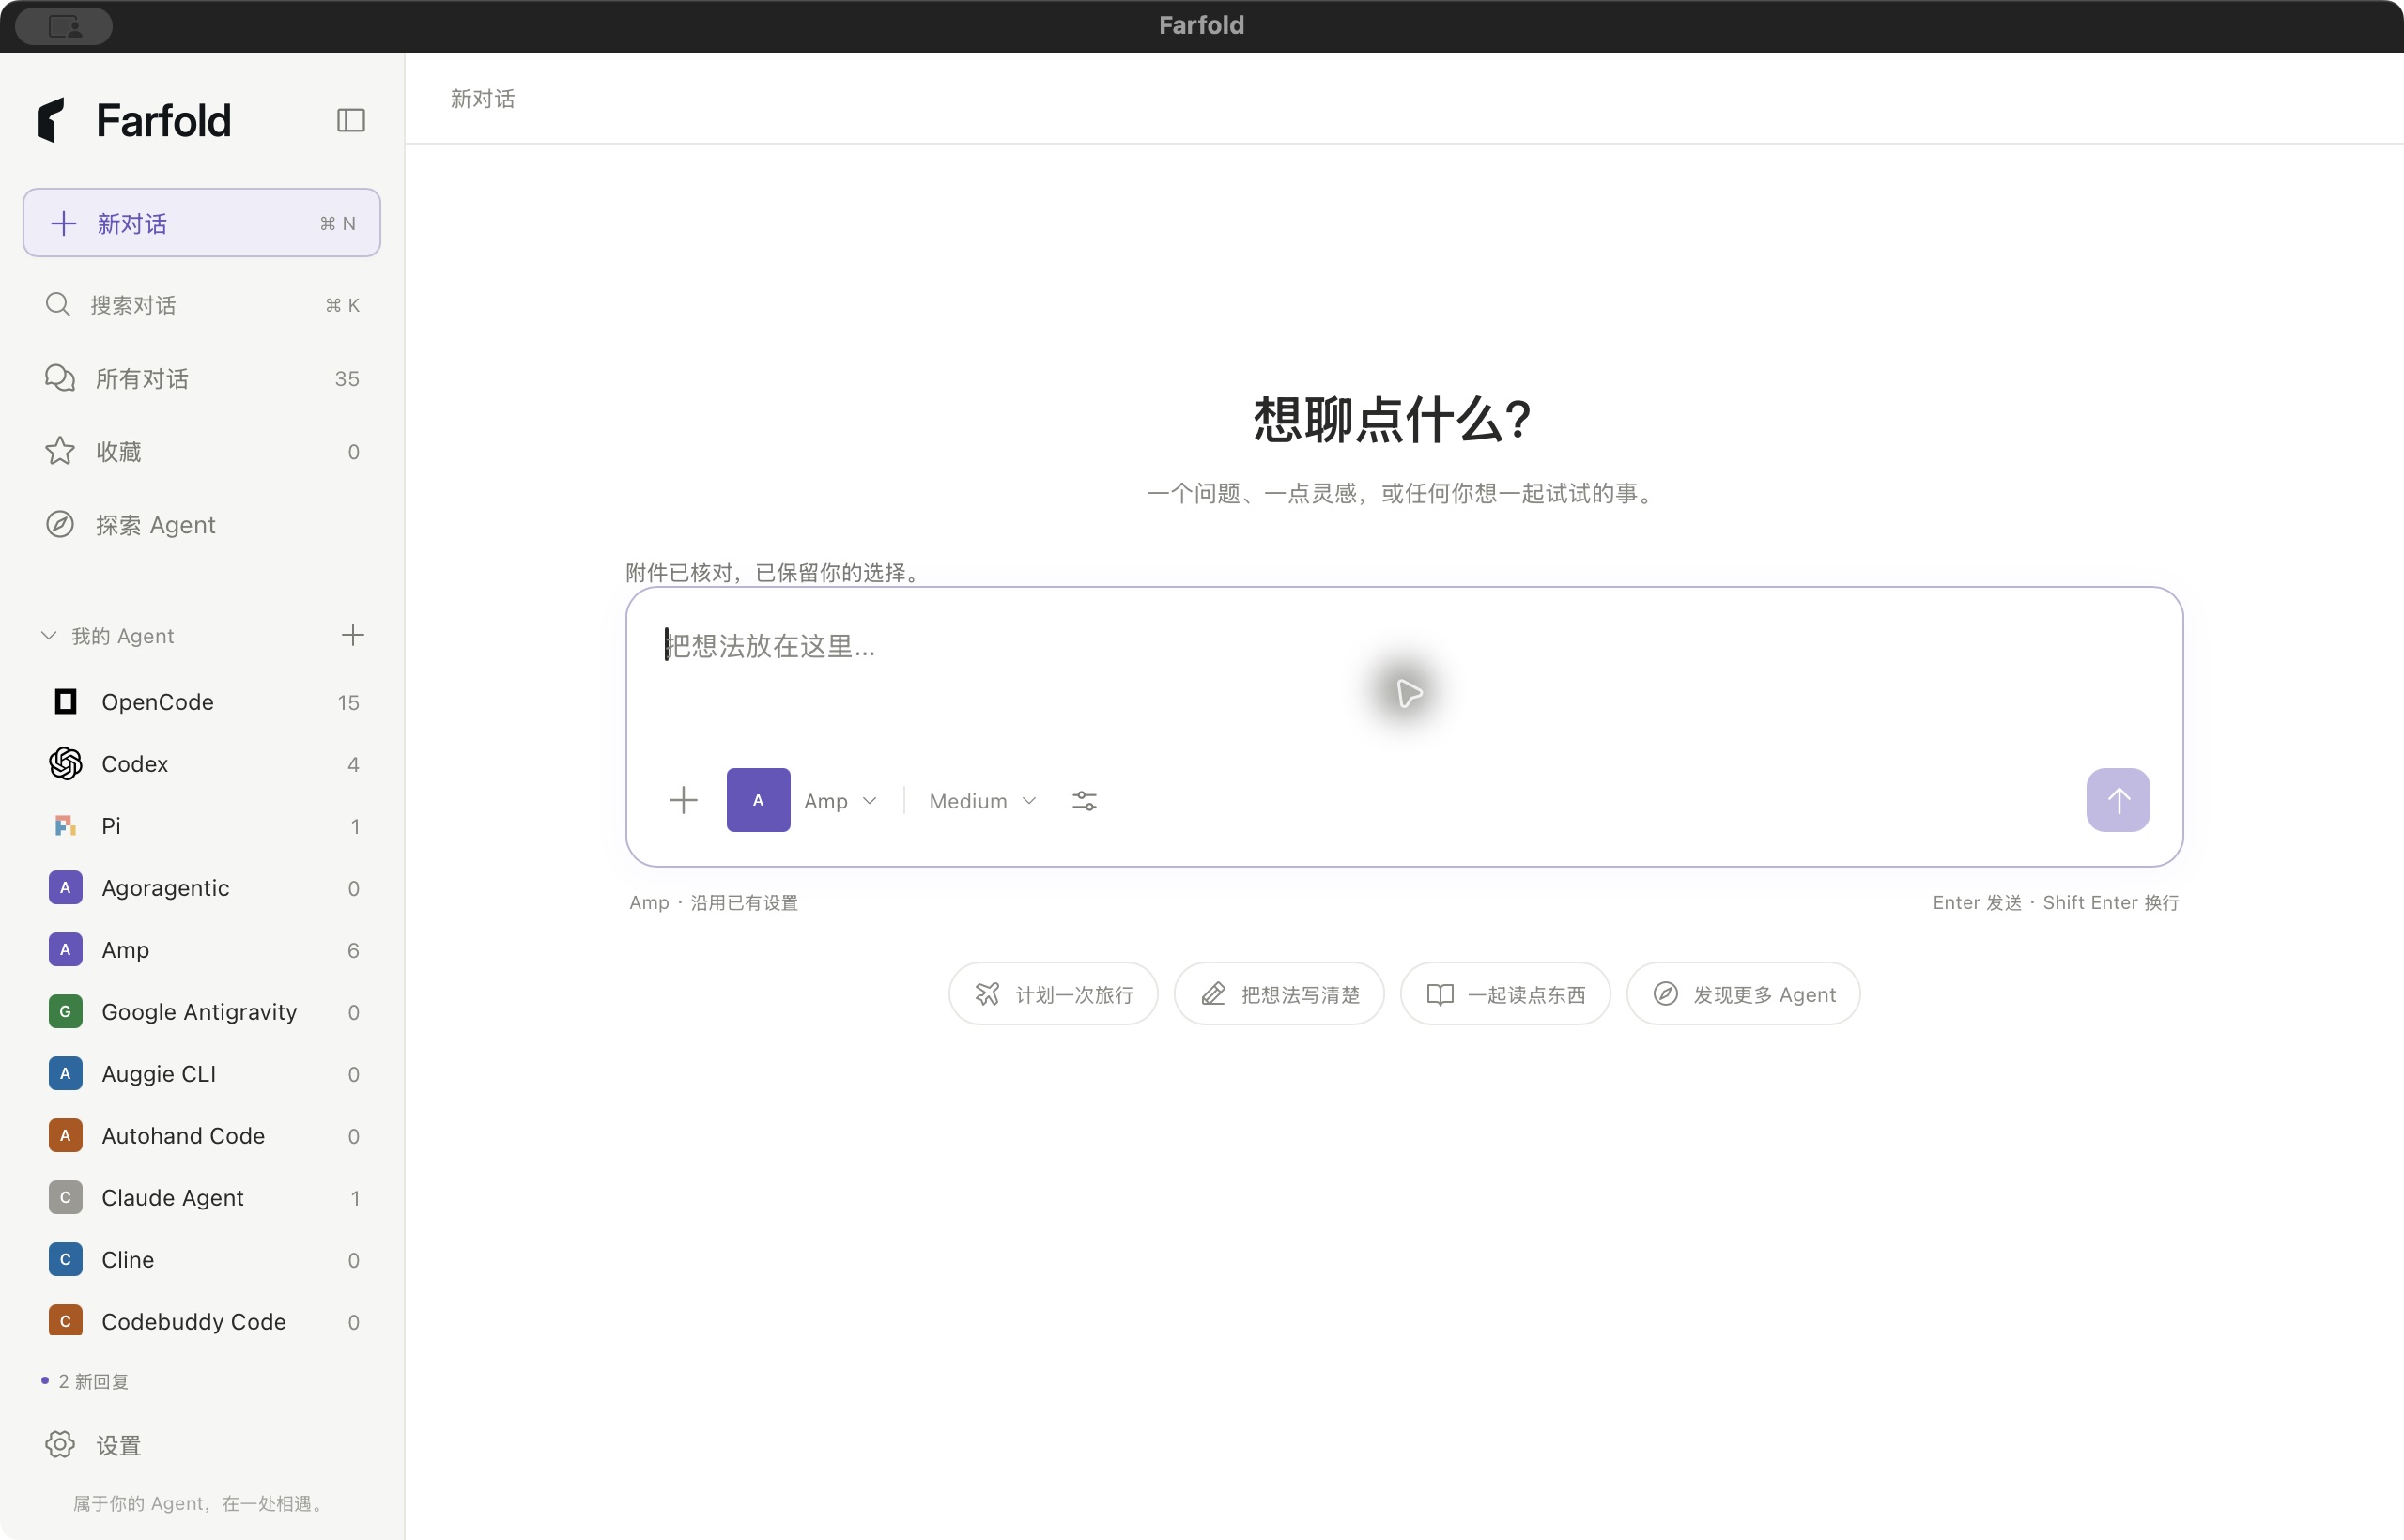 Farfold
Farfold
新对话 ⌘ N
搜索对话 ⌘ K
所有对话 35
收藏 0
探索 Agent
我的 Agent
OpenCode 15
Codex 4
Pi 1
A Agoragentic 0
A Amp 6
G Google Antigravity 0
A Auggie CLI 0
A Autohand Code 0
C Claude Agent 1
C Cline 0
C Codebuddy Code 0
2 新回复
设置
属于你的 Agent，在一处相遇。
新对话
想聊点什么？
一个问题、一点灵感，或任何你想一起试试的事。
附件已核对，已保留你的选择。
把想法放在这里...
A Amp Medium
Amp · 沿用已有设置 Enter 发送 · Shift Enter 换行
计划一次旅行 把想法写清楚 一起读点东西 发现更多 Agent